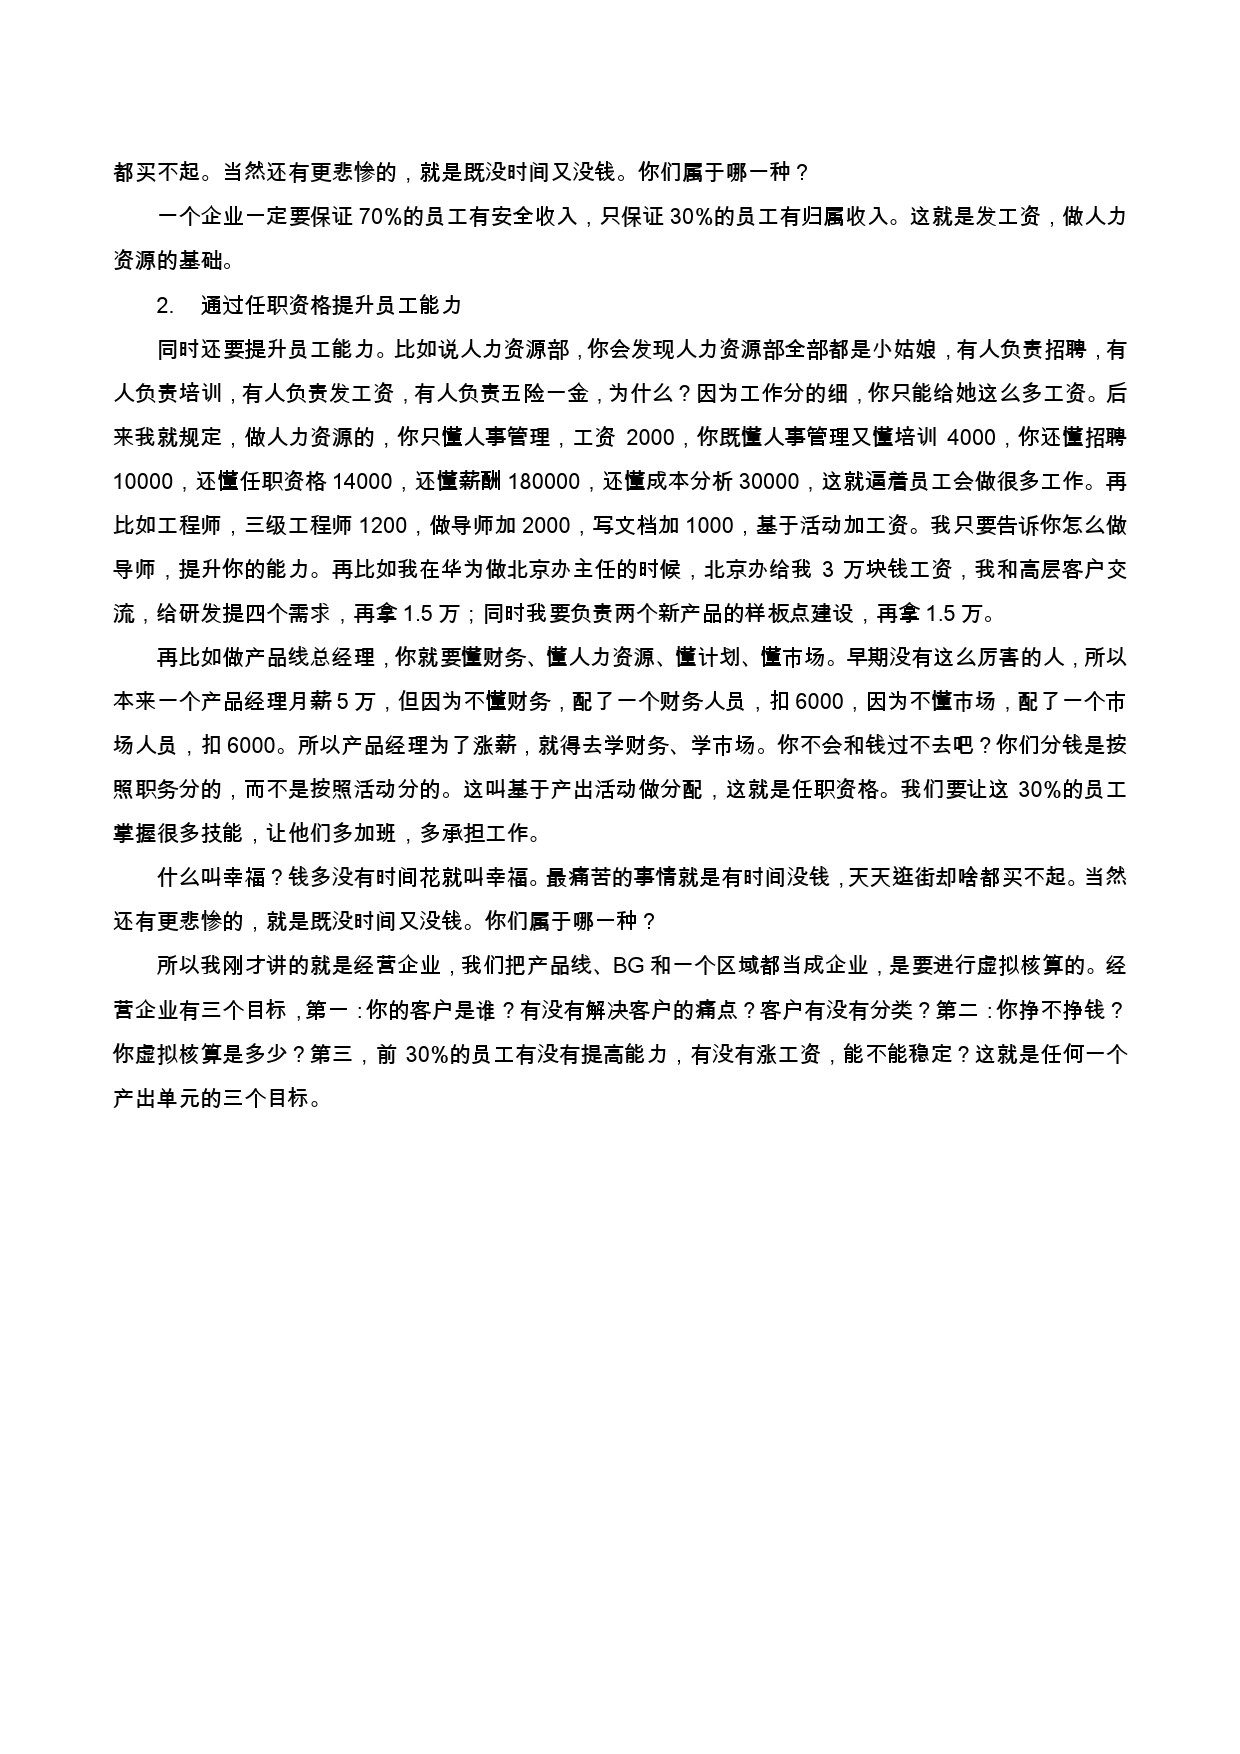 都买不起。当然还有更悲惨的，就是既没时间又没钱。你们属于哪一种？
一个企业一定要保证 70%的员工有安全收入，只保证 30%的员工有归属收入。这就是发工资，做人力
资源的基础。
2. 通过任职资格提升员工能力
同时还要提升员工能力。比如说人力资源部，你会发现人力资源部全部都是小姑娘，有人负责招聘，有
人负责培训，有人负责发工资，有人负责五险一金，为什么？因为工作分的细，你只能给她这么多工资。后
来我就规定，做人力资源的，你只懂人事管理，工资 2000，你既懂人事管理又懂培训 4000，你还懂招聘
10000，还懂任职资格 14000，还懂薪酬 180000，还懂成本分析 30000，这就逼着员工会做很多工作。再
比如工程师，三级工程师 1200，做导师加 2000，写文档加 1000，基于活动加工资。我只要告诉你怎么做
导师，提升你的能力。再比如我在华为做北京办主任的时候，北京办给我 3 万块钱工资，我和高层客户交
流，给研发提四个需求，再拿 1.5 万；同时我要负责两个新产品的样板点建设，再拿 1.5 万。
再比如做产品线总经理，你就要懂财务、懂人力资源、懂计划、懂市场。早期没有这么厉害的人，所以
本来一个产品经理月薪 5 万，但因为不懂财务，配了一个财务人员，扣 6000，因为不懂市场，配了一个市
场人员，扣 6000。所以产品经理为了涨薪，就得去学财务、学市场。你不会和钱过不去吧？你们分钱是按
照职务分的，而不是按照活动分的。这叫基于产出活动做分配，这就是任职资格。我们要让这 30%的员工
掌握很多技能，让他们多加班，多承担工作。
什么叫幸福？钱多没有时间花就叫幸福。最痛苦的事情就是有时间没钱，天天逛街却啥都买不起。当然
还有更悲惨的，就是既没时间又没钱。你们属于哪一种？
所以我刚才讲的就是经营企业，我们把产品线、BG 和一个区域都当成企业，是要进行虚拟核算的。经
营企业有三个目标，第一：你的客户是谁？有没有解决客户的痛点？客户有没有分类？第二：你挣不挣钱？
你虚拟核算是多少？第三，前 30%的员工有没有提高能力，有没有涨工资，能不能稳定？这就是任何一个
产出单元的三个目标。